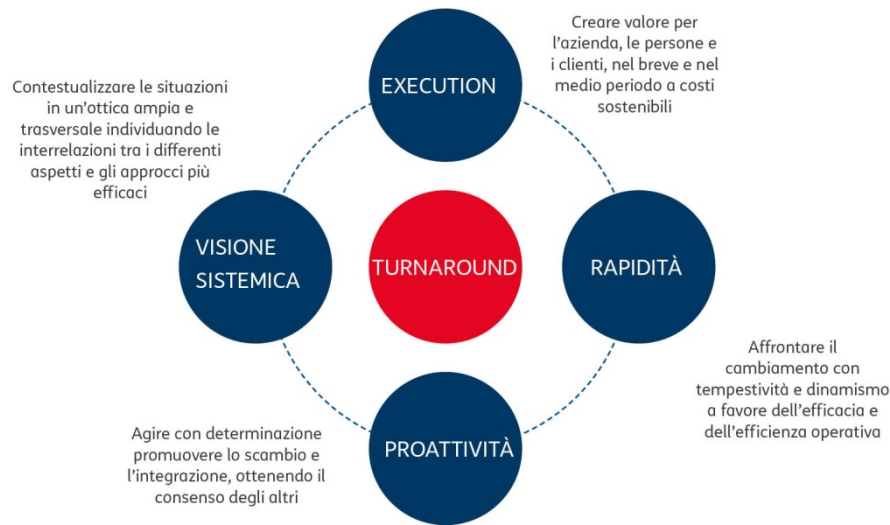 Creare valore per
l'azienda, le persone e
i clienti, nel breve e nel
medio periodo a costi
sostenibili
EXECUTION
Contestualizzare le situazioni
in un'ottica ampia e
trasversale individuando le
interrelazioni tra i differenti
aspetti e gli approcci più
efficaci
VISIONE
SISTEMICA
TURNAROUND
RAPIDITÀ
Affrontare il
cambiamento con
tempestività e dinamismo
a favore dell'efficacia e
dell'efficienza operativa
Agire con determinazione
promuovere lo scambio e
l'integrazione, ottenendo il
consenso degli altri
PROATTIVITÀ